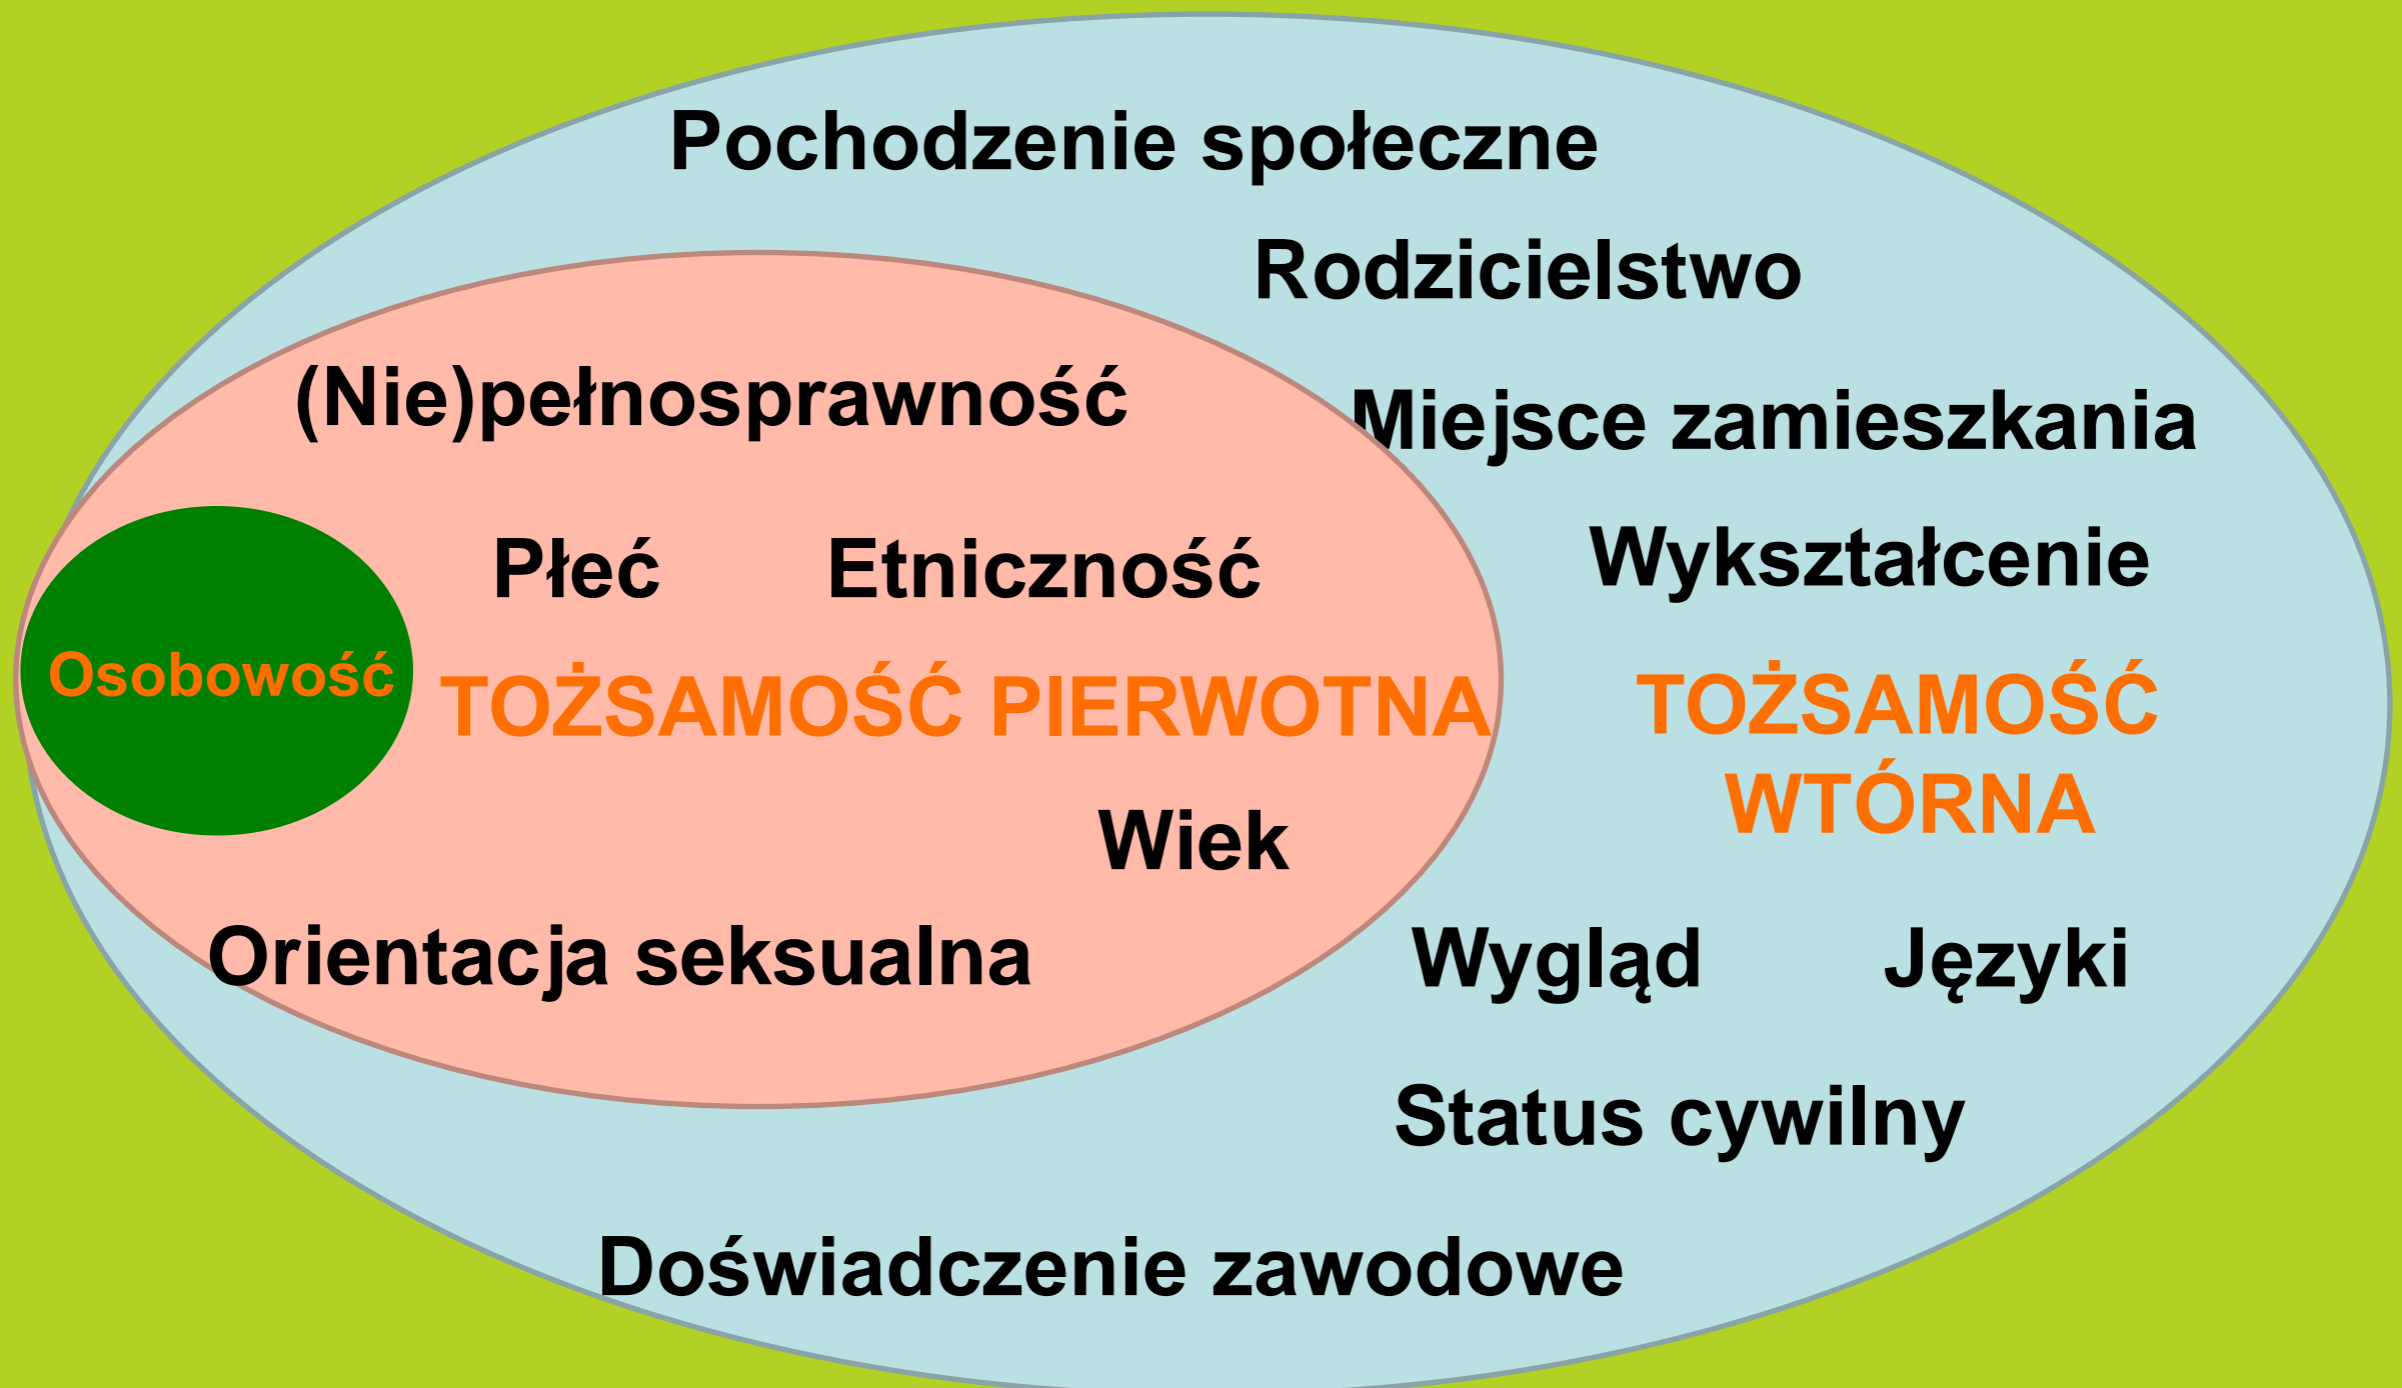 Pochodzenie społeczne
Rodzicielstwo
(Nie)pełnosprawność
Miejsce zamieszkania
Płeć
Etniczność
Wykształcenie
Osobowość
TOŻSAMOŚĆ PIERWOTNA
TOŻSAMOŚĆ
WTÓRNA
Wiek
Orientacja seksualna
Wygląd
Języki
Status cywilny
Doświadczenie zawodowe